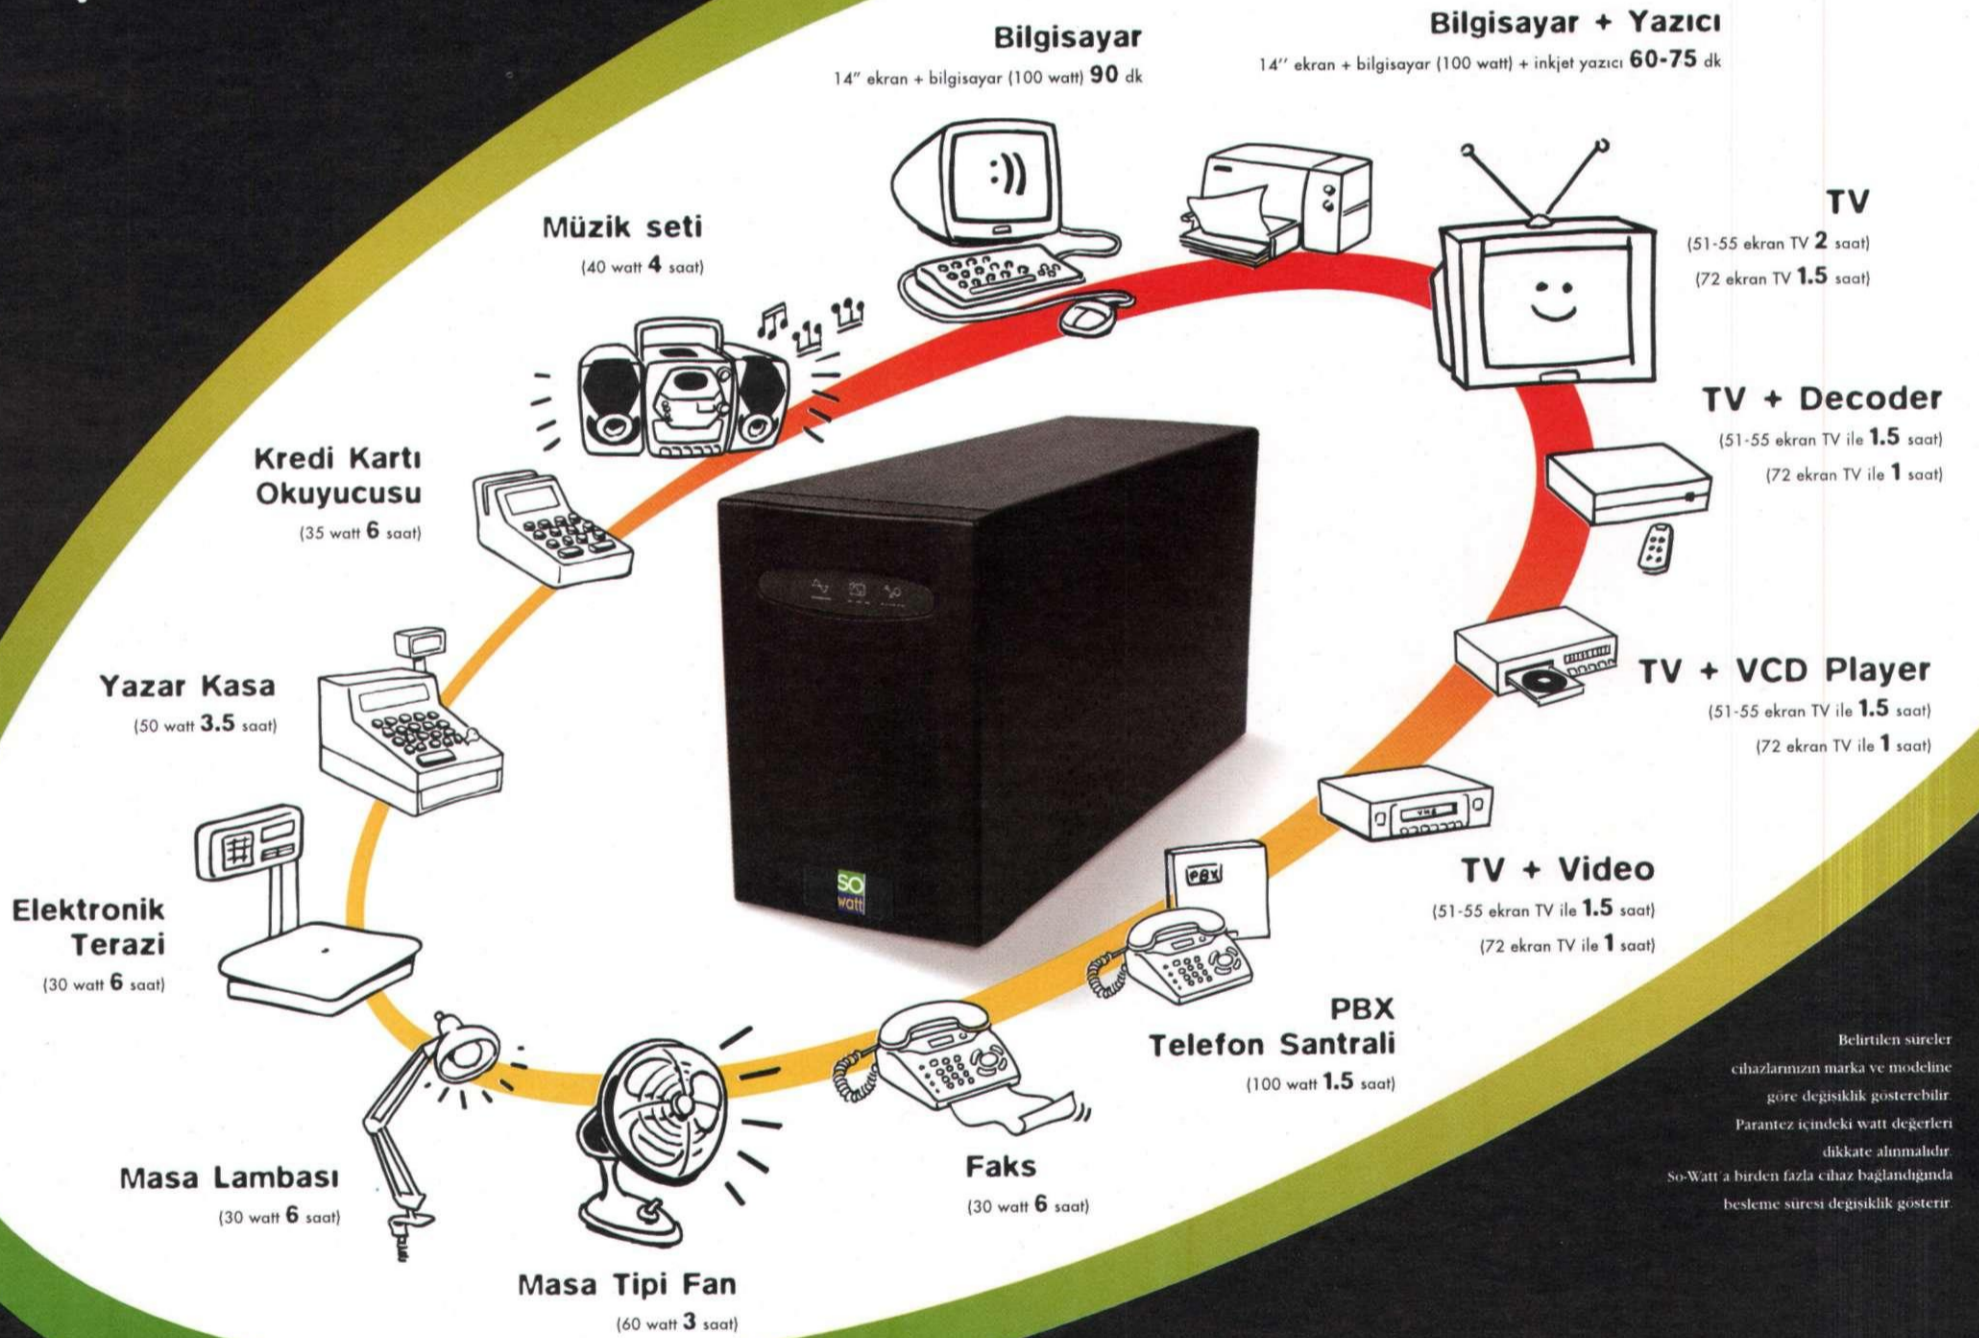 Bilgisayar
14" ekran + bilgisayar (100 watt) 90 dk
Bilgisayar + Yazıcı
14'' ekran + bilgisayar (100 watt) + inkjet yazıcı 60-75 dk
:))
TV
(51-55 ekran TV 2 saat)
(72 ekran TV 1.5 saat)
Müzik seti
(40 watt 4 saat)
TV + Decoder
(51-55 ekran TV ile 1.5 saat)
(72 ekran TV ile 1 saat)
Kredi Kartı
Okuyucusu
(35 watt 6 saat)
TV + VCD Player
(51-55 ekran TV ile 1.5 saat)
(72 ekran TV ile 1 saat)
Yazar Kasa
(50 watt 3.5 saat)
TV + Video
(51-55 ekran TV ile 1.5 saat)
(72 ekran TV ile 1 saat)
PBX
SO
watt
Elektronik
Terazi
(30 watt 6 saat)
PBX
Telefon Santrali
(100 watt 1.5 saat)
Faks
(30 watt 6 saat)
Masa Lambası
(30 watt 6 saat)
Masa Tipi Fan
(60 watt 3 saat)
Belirtilen süreler
cihazlarınızın marka ve modeline
göre değişiklik gösterebilir.
Parantez içindeki watt değerleri
dikkate alınmalıdır.
So-Watt'a birden fazla cihaz bağlandığında
besleme süresi değişiklik gösterir.